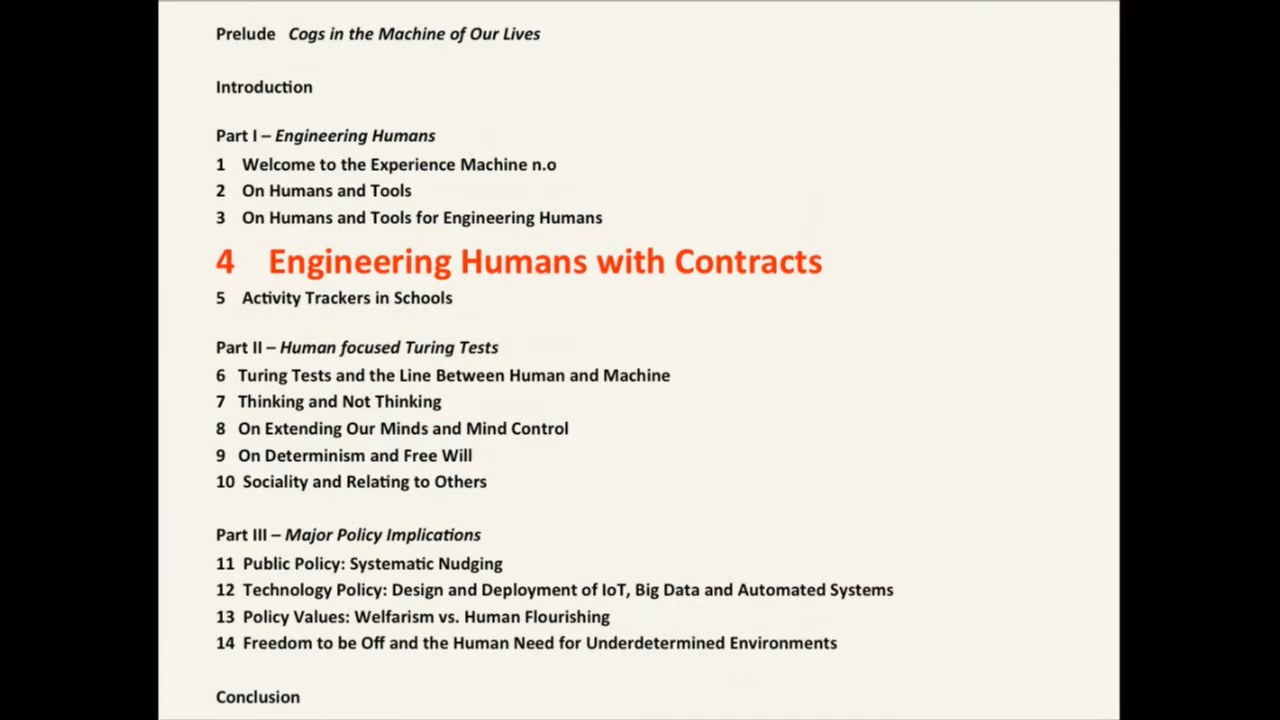 Prelude Cogs in the Machine of Our Lives
Introduction
Part I – Engineering Humans
1 Welcome to the Experience Machine n.o
2 On Humans and Tools
3 On Humans and Tools for Engineering Humans
4 Engineering Humans with Contracts
5 Activity Trackers in Schools
Part II – Human focused Turing Tests
6 Turing Tests and the Line Between Human and Machine
7 Thinking and Not Thinking
8 On Extending Our Minds and Mind Control
9 On Determinism and Free Will
10 Sociality and Relating to Others
Part III – Major Policy Implications
11 Public Policy: Systematic Nudging
12 Technology Policy: Design and Deployment of IoT, Big Data and Automated Systems
13 Policy Values: Welfarism vs. Human Flourishing
14 Freedom to be Off and the Human Need for Underdetermined Environments
Conclusion